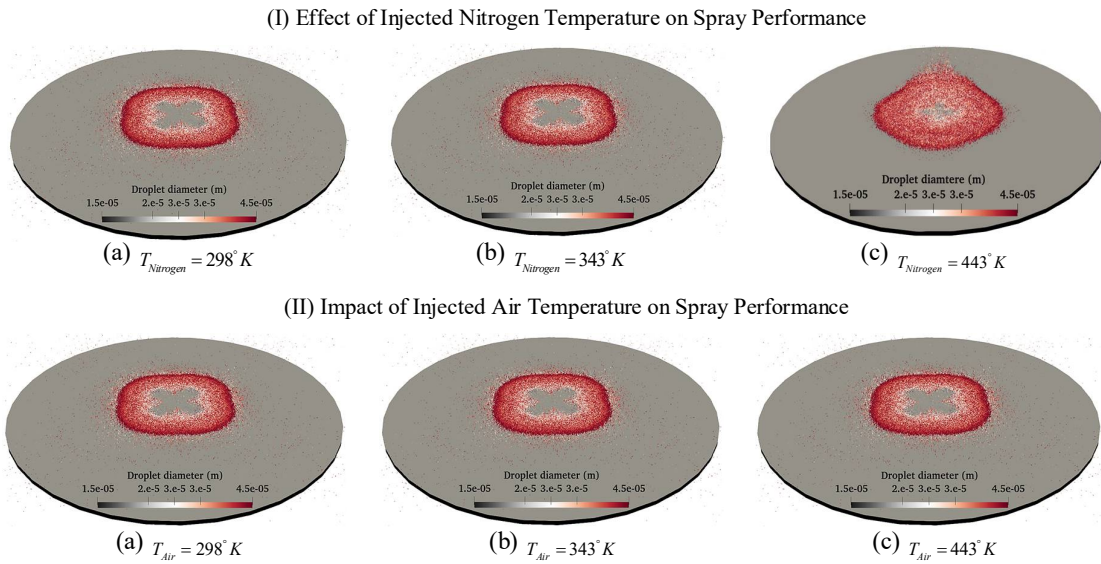 (I) Effect of Injected Nitrogen Temperature on Spray Performance
Droplet diameter (m)
1.5e-05 2.e-5 3.e-5 3.e-5 4.5e-05
(a) T_Nitrogen = 298°K
Droplet diameter (m)
1.5e-05 2.e-5 3.e-5 3.e-5 4.5e-05
(b) T_Nitrogen = 343°K
Droplet diamtere (m)
1.5e-05 2.e-5 3.e-5 3.e-5 4.5e-05
(c) T_Nitrogen = 443°K
(II) Impact of Injected Air Temperature on Spray Performance
Droplet diameter (m)
1.5e-05 2.e-5 3.e-5 3.e-5 4.5e-05
(a) T_Air = 298°K
Droplet diameter (m)
1.5e-05 2.e-5 3.e-5 3.e-5 4.5e-05
(b) T_Air = 343°K
Droplet diameter (m)
1.5e-05 2.e-5 3.e-5 3.e-5 4.5e-05
(c) T_Air = 443°K